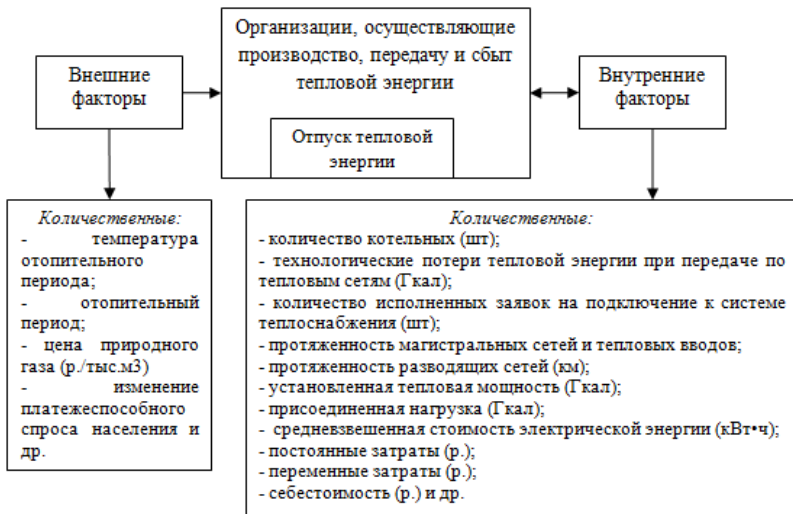 Организации, осуществляющие
производство, передачу и сбыт
тепловой энергии
Отпуск тепловой
энергии
Внешние
факторы
Внутренние
факторы
Количественные:
- температура
отопительного
периода;
- отопительный
период;
- цена природного
газа (р./тыс.м3)
- изменение
платежеспособного
спроса населения и
др.
Количественные:
- количество котельных (шт);
- технологические потери тепловой энергии при передаче по
тепловым сетям (Гкал);
- количество исполненных заявок на подключение к системе
теплоснабжения (шт);
- протяженность магистральных сетей и тепловых вводов;
- протяженность разводящих сетей (км);
- установленная тепловая мощность (Гкал);
- присоединенная нагрузка (Гкал);
- средневзвешенная стоимость электрической энергии (кВт•ч);
- постоянные затраты (р.);
- переменные затраты (р.);
- себестоимость (р.) и др.